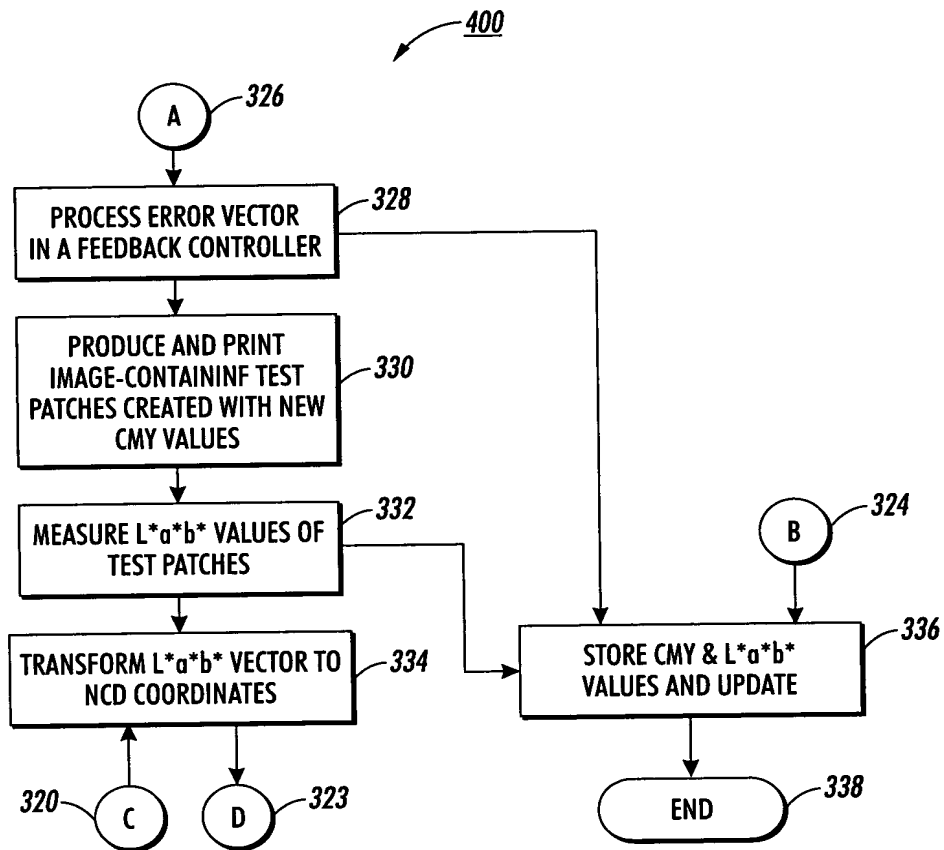 400
A
326
PROCESS ERROR VECTOR
IN A FEEDBACK CONTROLLER
328
PRODUCE AND PRINT
IMAGE-CONTAININF TEST
PATCHES CREATED WITH NEW
CMY VALUES
330
MEASURE L*a*b* VALUES OF
TEST PATCHES
332
B
324
TRANSFORM L*a*b* VECTOR TO
NCD COORDINATES
334
STORE CMY & L*a*b*
VALUES AND UPDATE
336
320
C
D
323
END
338